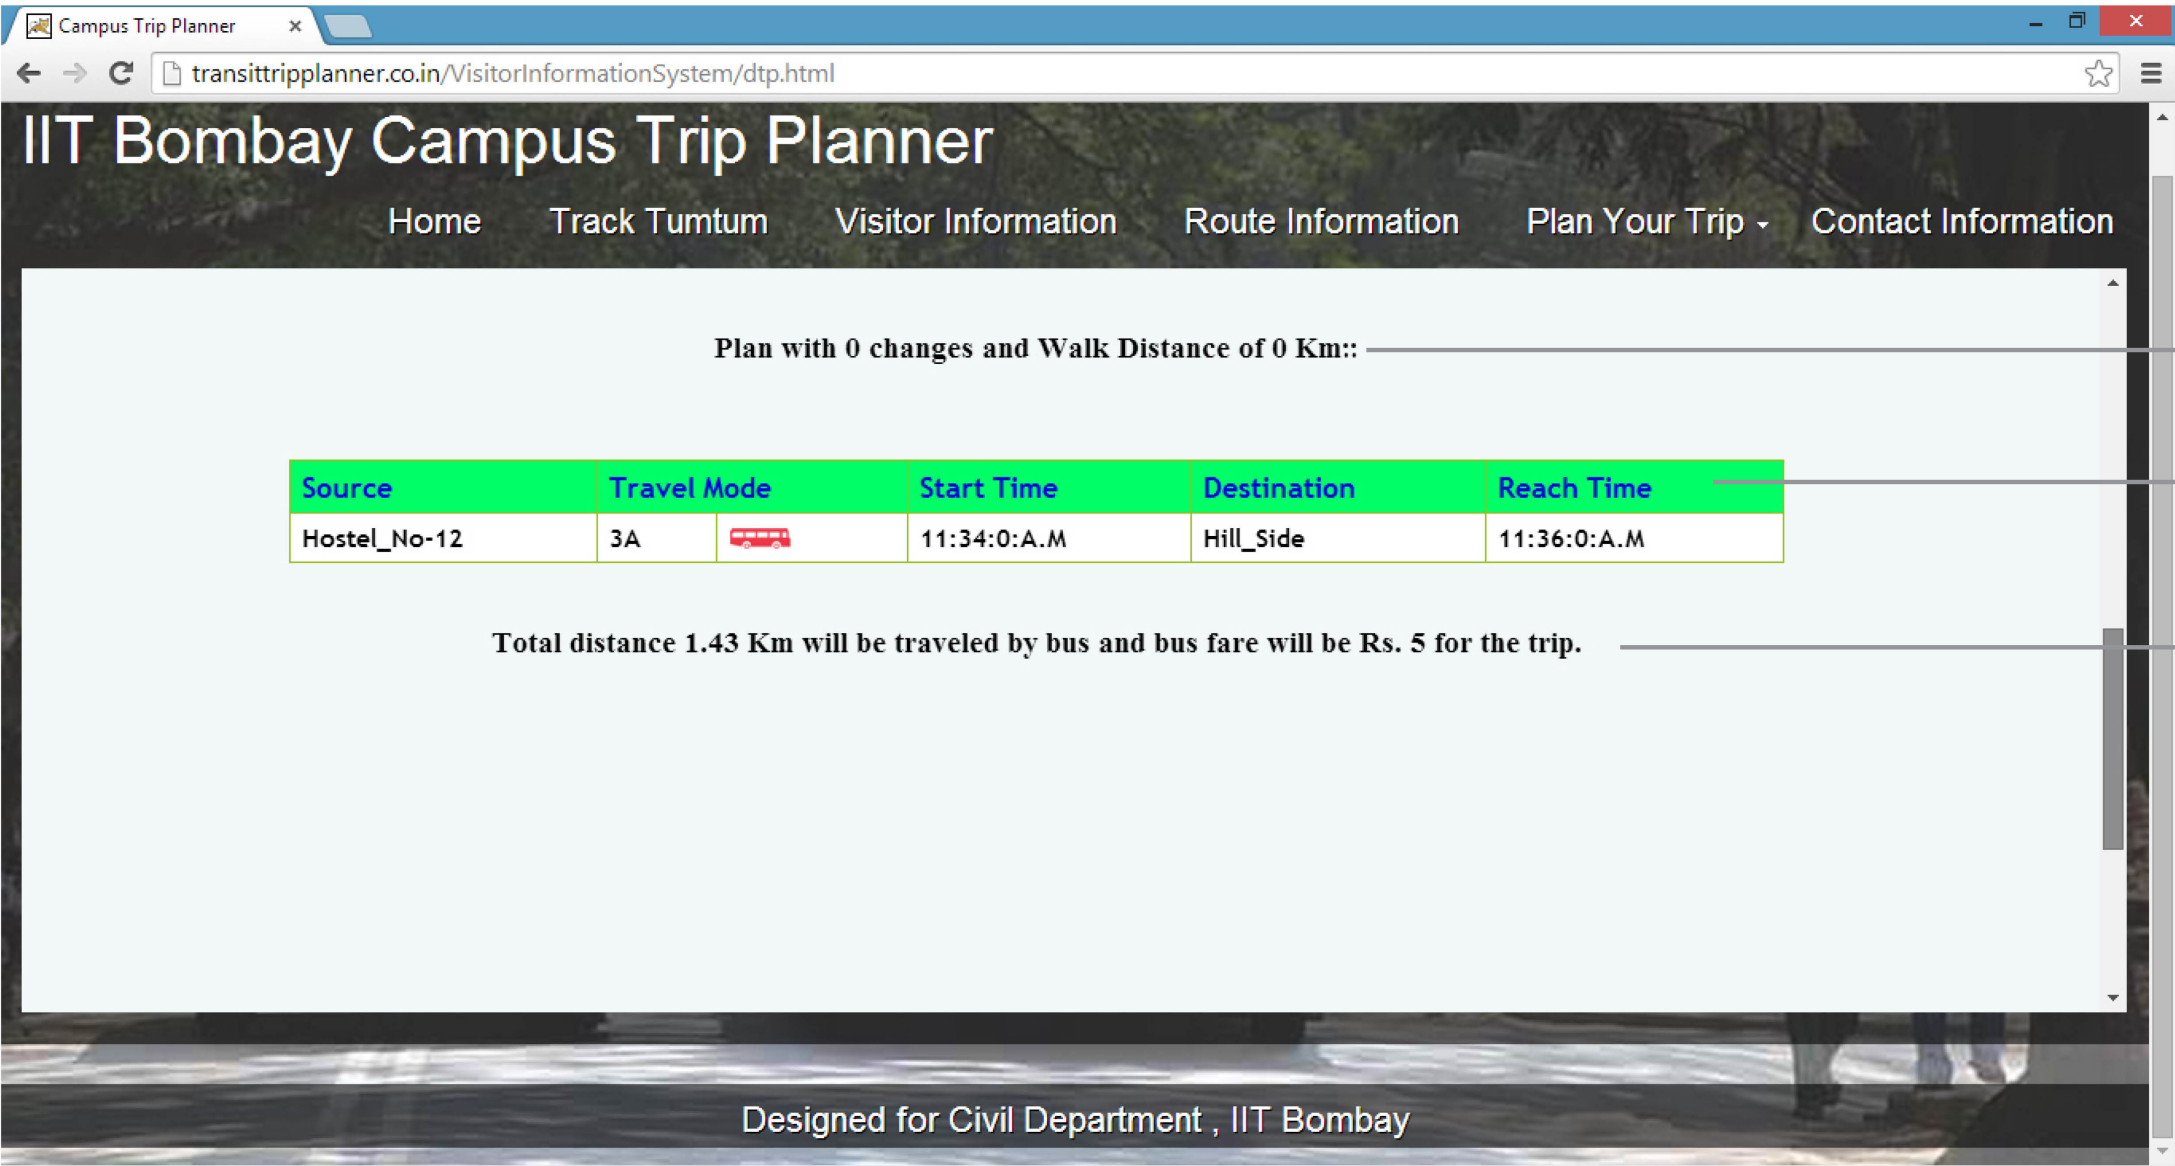 Campus Trip Planner
transittripplanner.co.in/VisitorInformationSystem/dtp.html
IIT Bombay Campus Trip Planner
Home Track Tumtum Visitor Information Route Information Plan Your Trip Contact Information
Plan with 0 changes and Walk Distance of 0 Km::
Source Travel Mode Start Time Destination Reach Time
Hostel_No-12 3A 11:34:0:A.M Hill_Side 11:36:0:A.M
Total distance 1.43 Km will be traveled by bus and bus fare will be Rs. 5 for the trip.
Designed for Civil Department , IIT Bombay